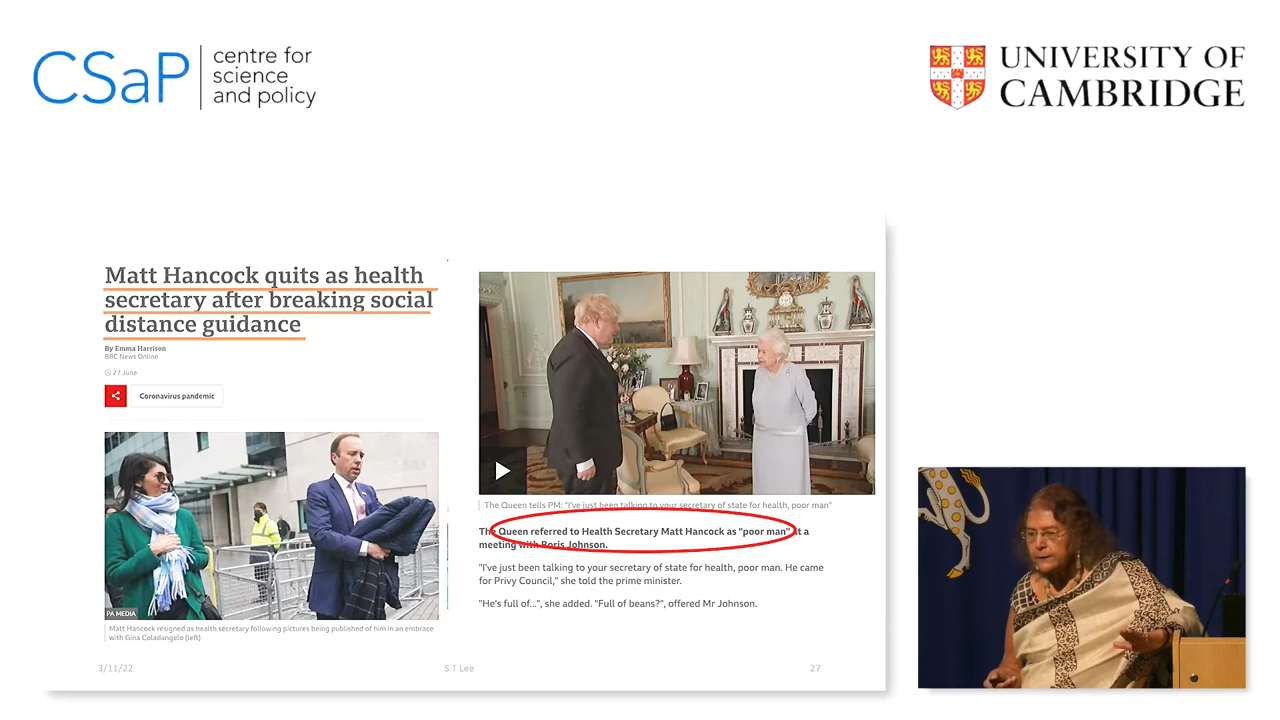 CSaP
centre for
science
and policy
UNIVERSITY OF
CAMBRIDGE
Matt Hancock quits as health
secretary after breaking social
distance guidance
By Emma Harrison
BBC News Online
27 June
Coronavirus pandemic
PA MEDIA
Matt Hancock resigned as health secretary following pictures being published of him in an embrace
with Gina Coladangelo (left)
The Queen tells PM: "I've just been talking to your secretary of state for health, poor man"
The Queen referred to Health Secretary Matt Hancock as "poor man" at a
meeting with Boris Johnson.
"I've just been talking to your secretary of state for health, poor man. He came
for Privy Council," she told the prime minister.
"He's full of...", she added. "Full of beans?", offered Mr Johnson.
3/11/22
S T Lee
27